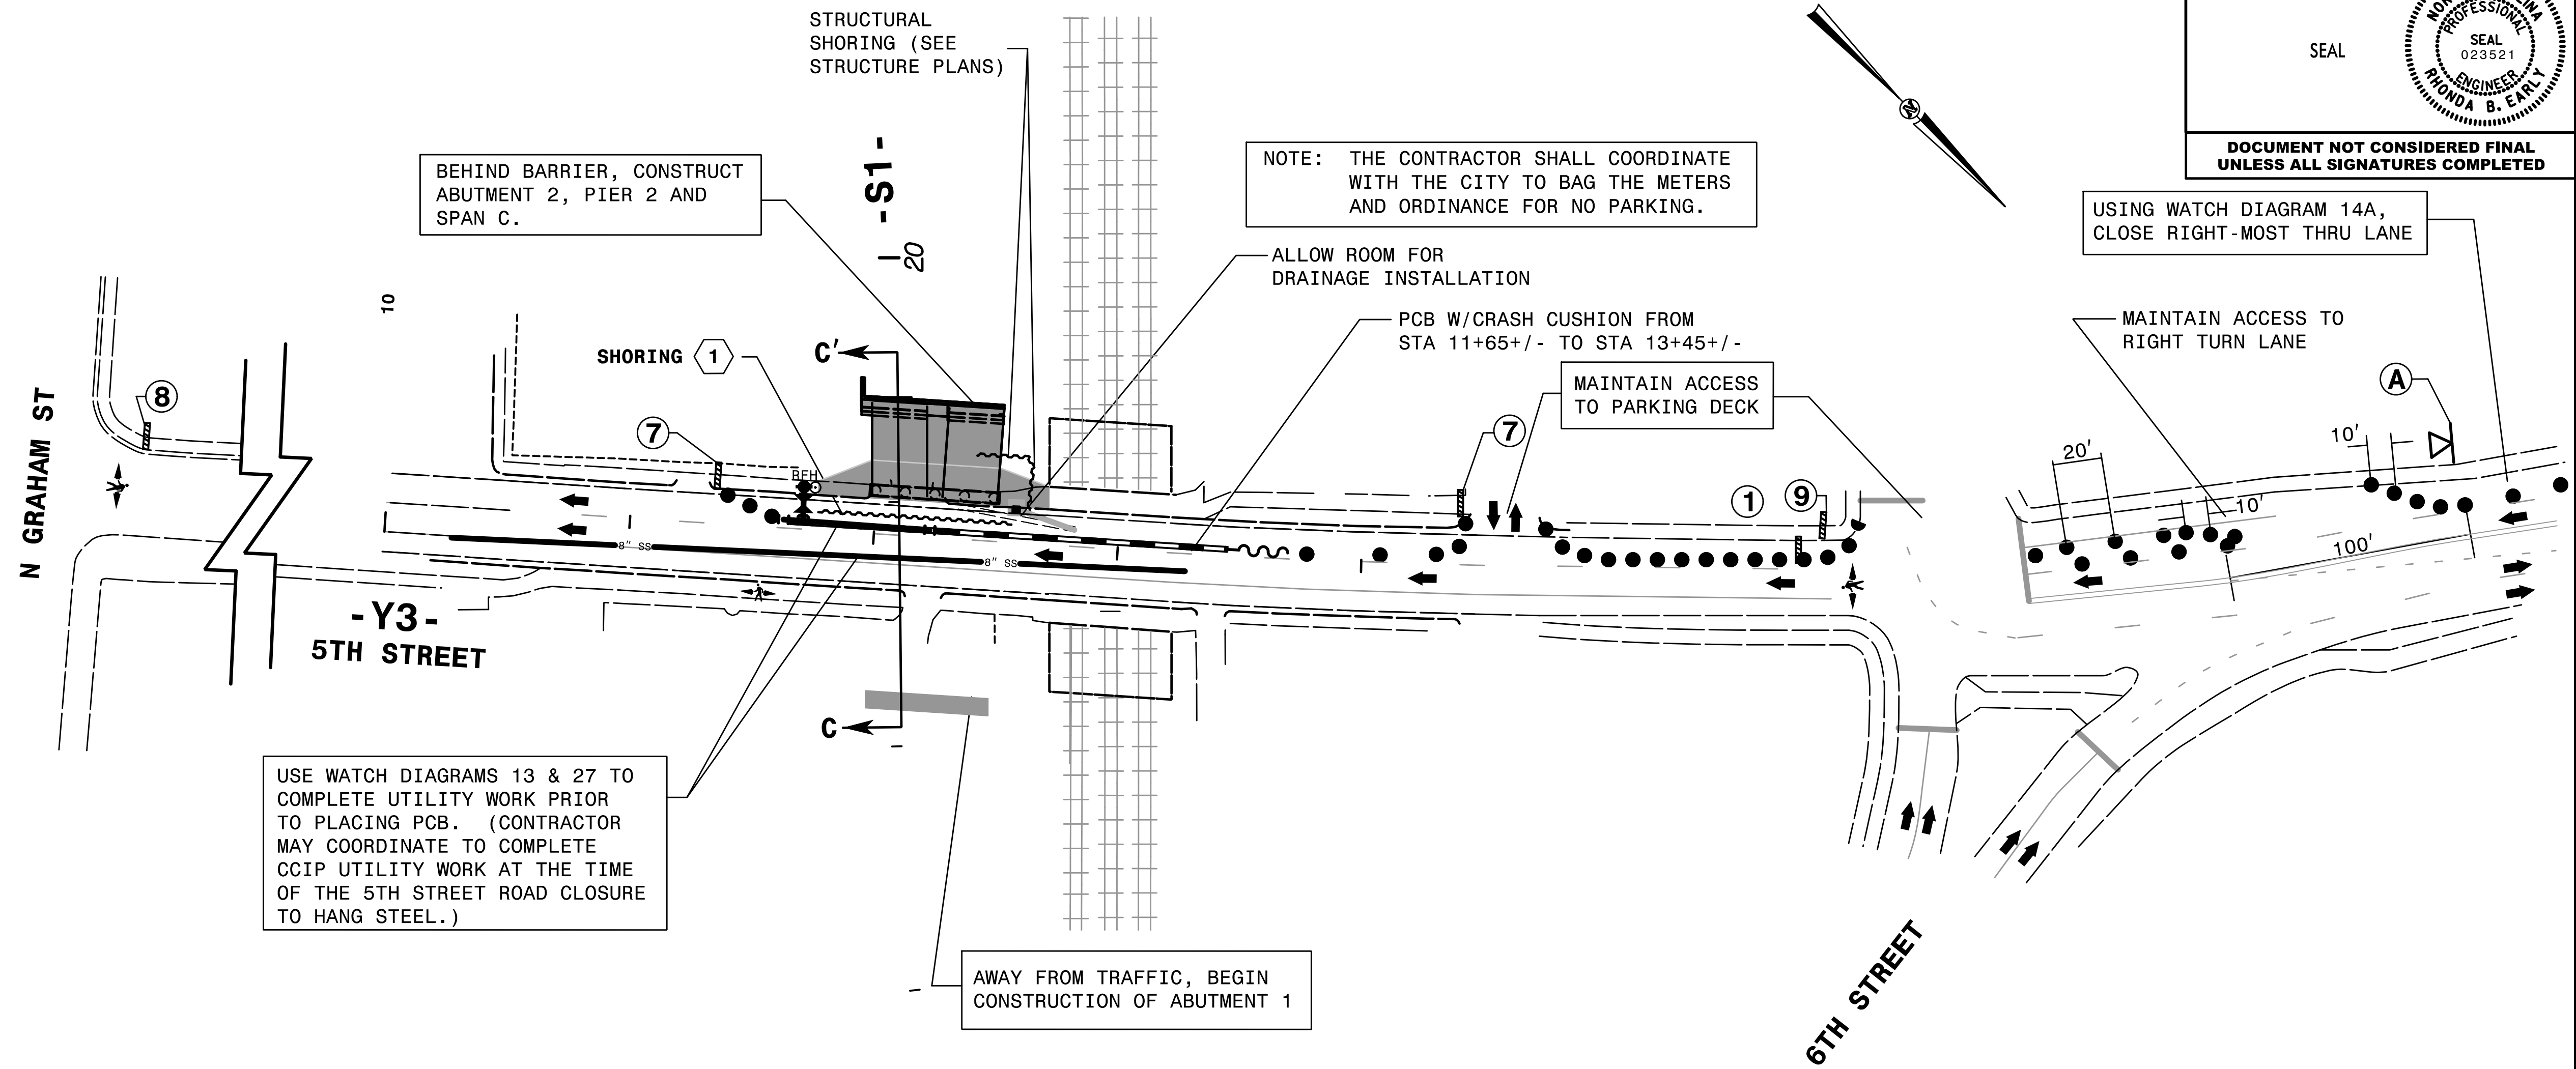 STRUCTURAL
SHORING (SEE
STRUCTURE PLANS)
SEAL
PROFESSIONAL
SEAL
023521
ENGINEER
RHONDA B. EARLY
DOCUMENT NOT CONSIDERED FINAL
UNLESS ALL SIGNATURES COMPLETED
N
BEHIND BARRIER, CONSTRUCT
ABUTMENT 2, PIER 2 AND
SPAN C.
-S1-
20
NOTE: THE CONTRACTOR SHALL COORDINATE
WITH THE CITY TO BAG THE METERS
AND ORDINANCE FOR NO PARKING.
USING WATCH DIAGRAM 14A,
CLOSE RIGHT-MOST THRU LANE
ALLOW ROOM FOR
DRAINAGE INSTALLATION
10
PCB W/CRASH CUSHION FROM
STA 11+65+/- TO STA 13+45+/-
MAINTAIN ACCESS TO
RIGHT TURN LANE
SHORING 1
C'
MAINTAIN ACCESS
TO PARKING DECK
A
8
7
7
10'
20'
REH
1
9
10'
100'
N GRAHAM ST
8" SS
8" SS
-Y3-
5TH STREET
C
USE WATCH DIAGRAMS 13 & 27 TO
COMPLETE UTILITY WORK PRIOR
TO PLACING PCB. (CONTRACTOR
MAY COORDINATE TO COMPLETE
CCIP UTILITY WORK AT THE TIME
OF THE 5TH STREET ROAD CLOSURE
TO HANG STEEL.)
AWAY FROM TRAFFIC, BEGIN
CONSTRUCTION OF ABUTMENT 1
6TH STREET